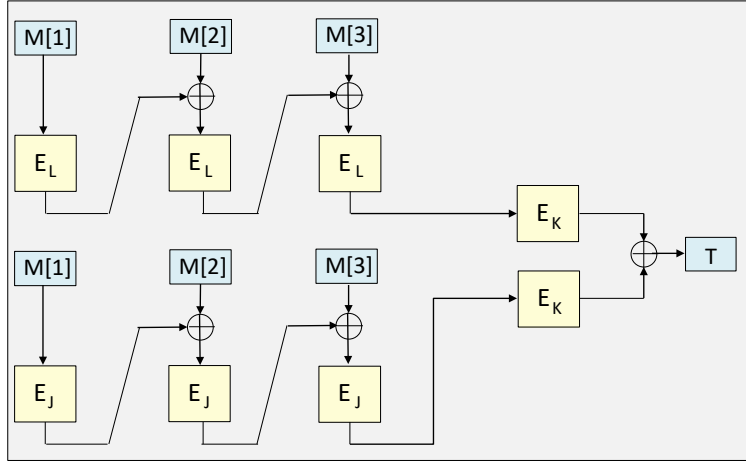 M[1] M[2] M[3]
E_L E_L E_L
E_K
T
M[1] M[2] M[3]
E_K
E_J E_J E_J